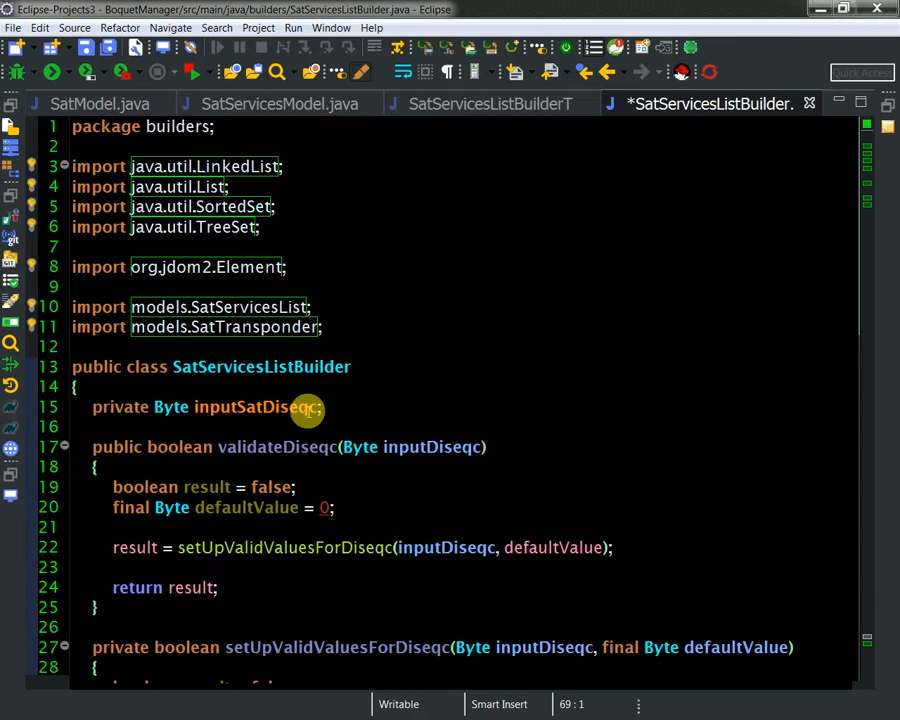 Eclipse-Projects3 - BoquetManager/src/main/java/builders/SatServicesListBuilder.java - Eclipse
File Edit Source Refactor Navigate Search Project Run Window Help
Quick Access
SatModel.java SatServicesModel.java SatServicesListBuilderT *SatServicesListBuilder.
1 package builders;
2
3 import java.util.LinkedList;
4 import java.util.List;
5 import java.util.SortedSet;
6 import java.util.TreeSet;
7
8 import org.jdom2.Element;
9
10 import models.SatServicesList;
11 import models.SatTransponder;
12
13 public class SatServicesListBuilder
14 {
15 private Byte inputSatDiseqc;
16
17 public boolean validateDiseqc(Byte inputDiseqc)
18 {
19 boolean result = false;
20 final Byte defaultValue = 0;
21
22 result = setUpValidValuesForDiseqc(inputDiseqc, defaultValue);
23
24 return result;
25 }
26
27 private boolean setUpValidValuesForDiseqc(Byte inputDiseqc, final Byte defaultValue)
28 {
Writable Smart Insert 69 : 1